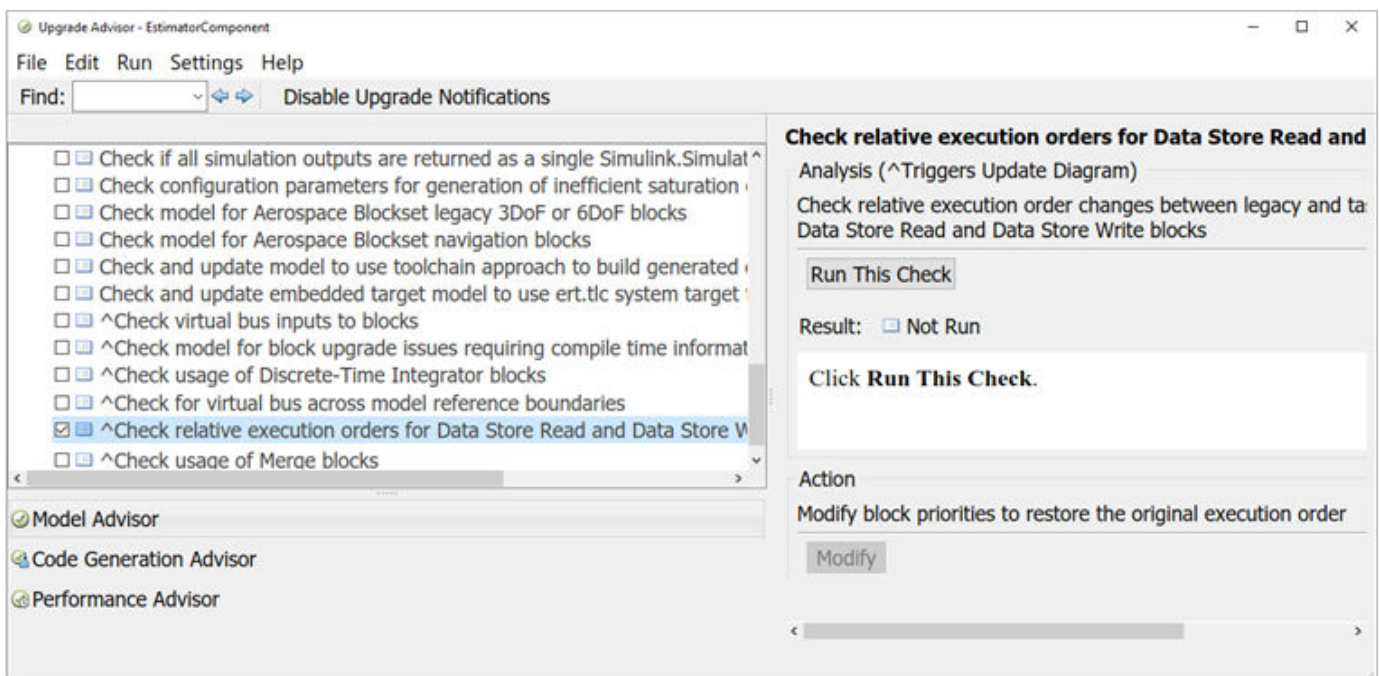 Upgrade Advisor - EstimatorComponent
File Edit Run Settings Help
Find: Disable Upgrade Notifications
Check if all simulation outputs are returned as a single
Check configuration parameters for generation of inefficient saturation
Check model for Aerospace Blockset legacy 3DoF or 6DoF blocks
Check model for Aerospace Blockset navigation blocks
Check and update model to use toolchain approach to build generated
Check and update embedded target model to use ert.tlc system target
^Check virtual bus inputs to blocks
^Check model for block upgrade issues requiring compile time
^Check usage of Discrete-Time Integrator blocks
^Check for virtual bus across model reference boundaries
^Check relative execution orders for Data Store Read and Data Store
^Check usage of Merge blocks
Model Advisor
Code Generation Advisor
Performance Advisor
Check relative execution orders for Data Store Read and
Analysis (^Triggers Update Diagram)
Check relative execution order changes between legacy and
Data Store Read and Data Store Write blocks
Run This Check
Result: Not Run
Click Run This Check.
Action
Modify block priorities to restore the original execution order
Modify